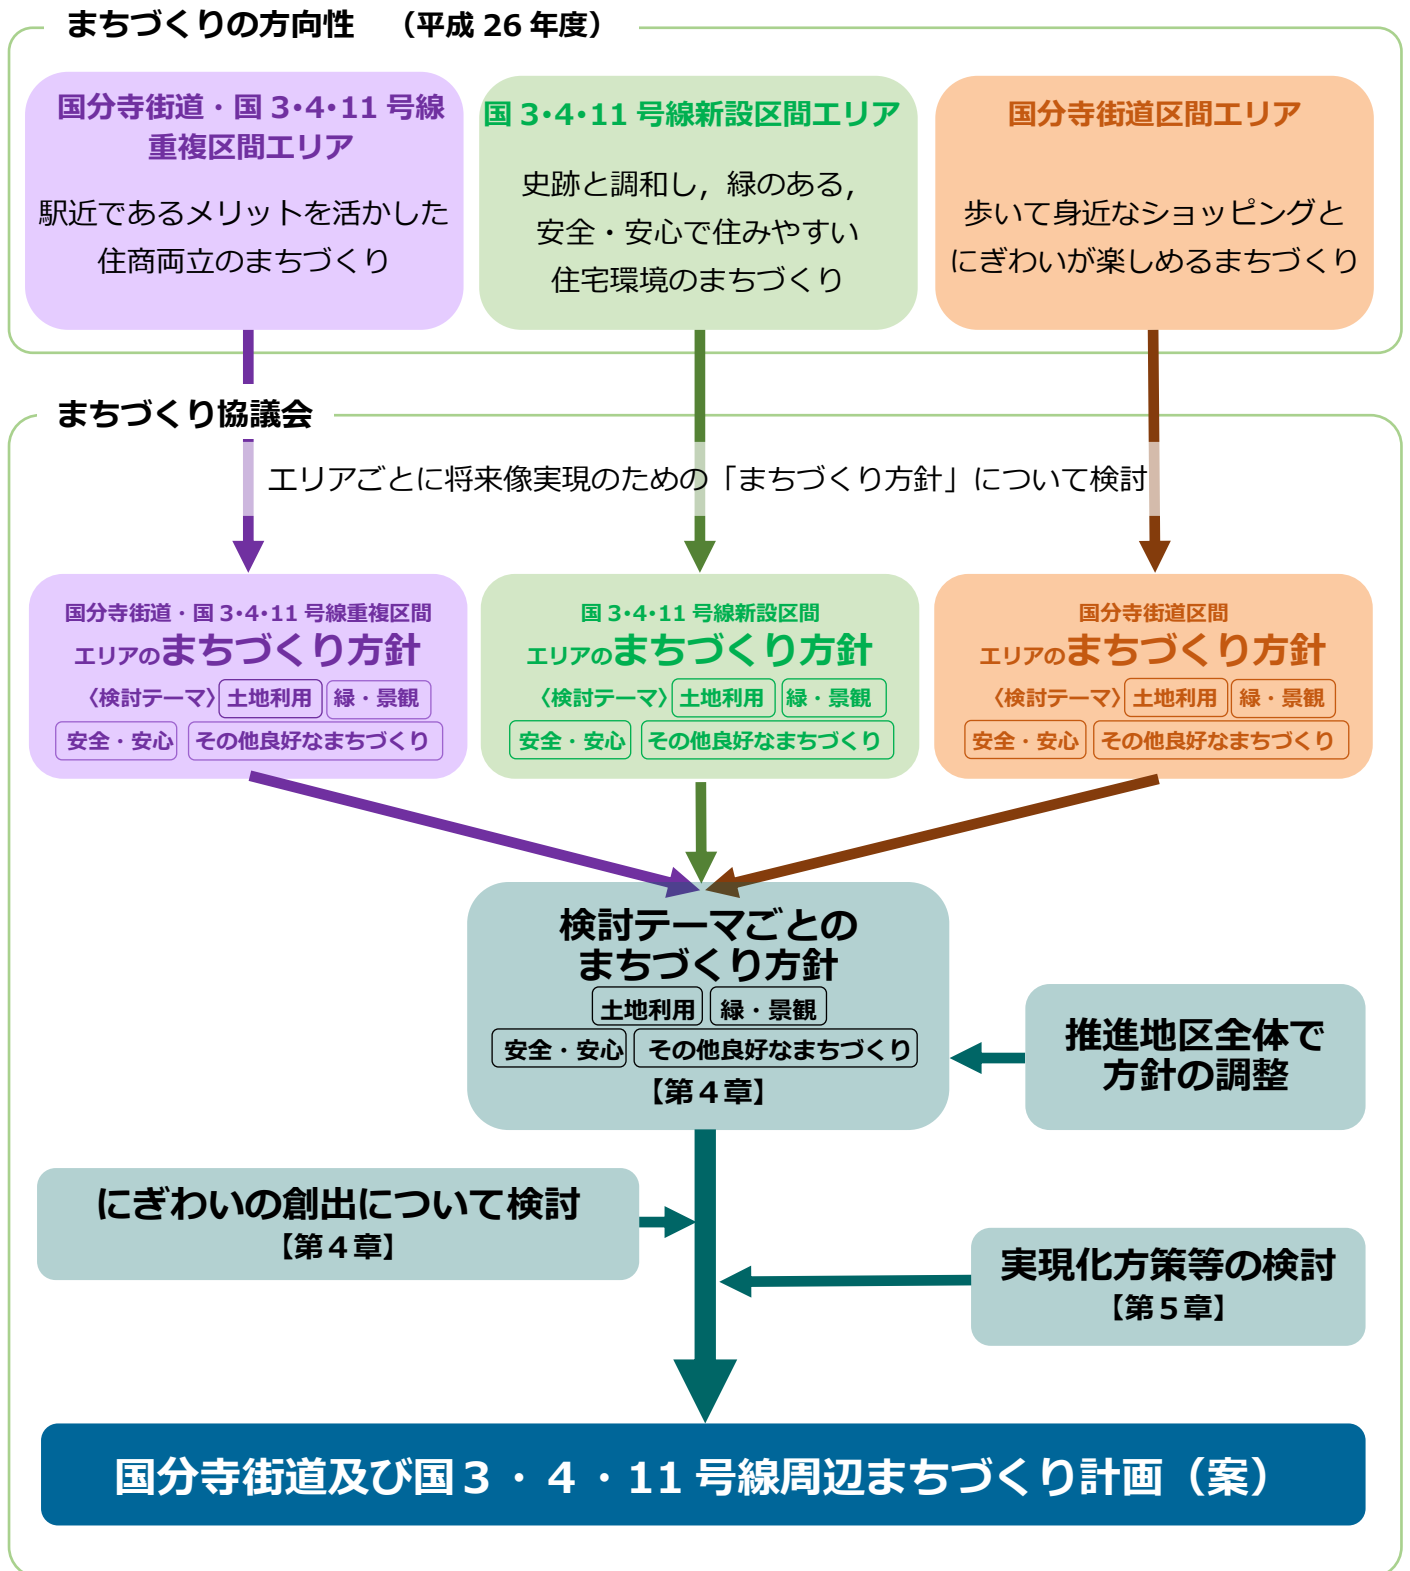 まちづくりの方向性　（平成 26 年度）
国分寺街道・国 3・4・11 号線
重複区間エリア
駅近であるメリットを活かした
住商両立のまちづくり
国 3・4・11 号線新設区間エリア
史跡と調和し，緑のある，
安全・安心で住みやすい
住宅環境のまちづくり
国分寺街道区間エリア
歩いて身近なショッピングと
にぎわいが楽しめるまちづくり
まちづくり協議会
エリアごとに将来像実現のための「まちづくり方針」について検討
国分寺街道・国 3・4・11 号線重複区間
エリアのまちづくり方針
〈検討テーマ〉 土地利用 緑・景観
安全・安心 その他良好なまちづくり
国 3・4・11 号線新設区間
エリアのまちづくり方針
〈検討テーマ〉 土地利用 緑・景観
安全・安心 その他良好なまちづくり
国分寺街道区間
エリアのまちづくり方針
〈検討テーマ〉 土地利用 緑・景観
安全・安心 その他良好なまちづくり
検討テーマごとの
まちづくり方針
土地利用 緑・景観
安全・安心 その他良好なまちづくり
【第４章】
推進地区全体で
方針の調整
にぎわいの創出について検討
【第４章】
実現化方策等の検討
【第５章】
国分寺街道及び国３・４・11 号線周辺まちづくり計画（案）